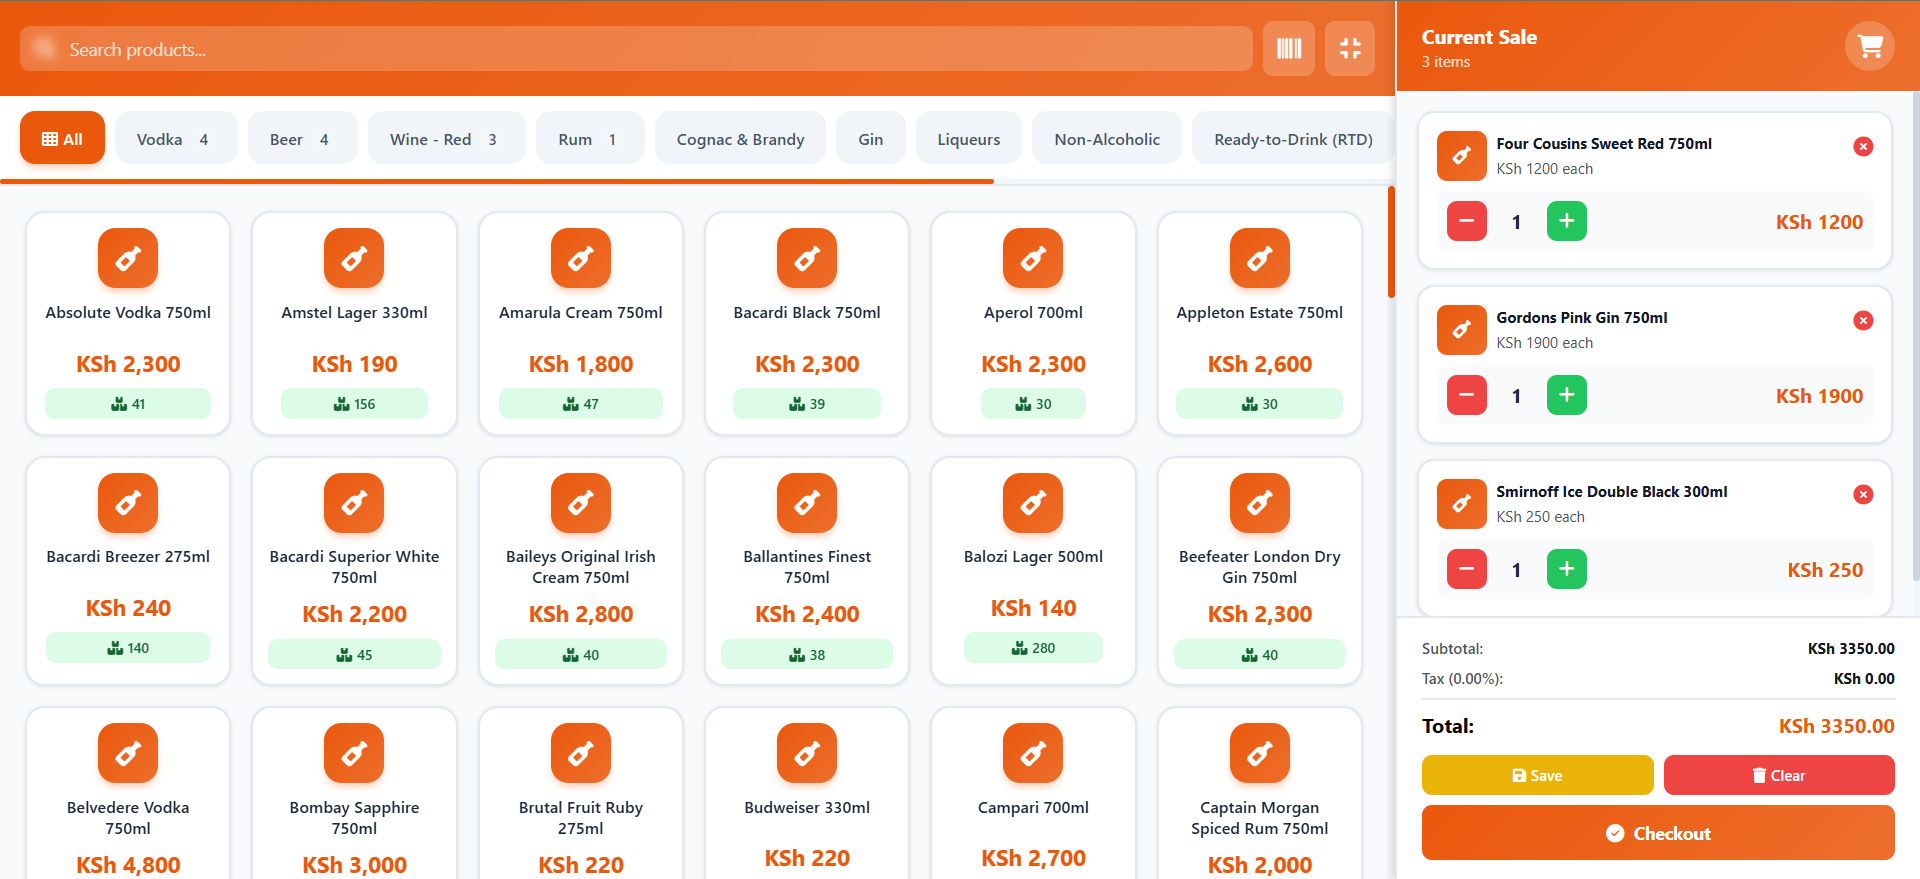 Search products...
All
Vodka 4
Beer 4
Wine - Red 3
Rum 1
Cognac & Brandy
Gin
Liqueurs
Non-Alcoholic
Ready-to-Drink (RTD)
Absolute Vodka 750ml
KSh 2,300
41
Amstel Lager 330ml
KSh 190
156
Amarula Cream 750ml
KSh 1,800
47
Bacardi Black 750ml
KSh 2,300
39
Aperol 700ml
KSh 2,300
30
Appleton Estate 750ml
KSh 2,600
30
Bacardi Breezer 275ml
KSh 240
140
Bacardi Superior White
750ml
KSh 2,200
45
Baileys Original Irish
Cream 750ml
KSh 2,800
40
Ballantines Finest
750ml
KSh 2,400
38
Balozi Lager 500ml
KSh 140
280
Beefeater London Dry
Gin 750ml
KSh 2,300
40
Belvedere Vodka
750ml
KSh 4,800
Bombay Sapphire
750ml
KSh 3,000
Brutal Fruit Ruby
275ml
KSh 220
Budweiser 330ml
KSh 220
Campari 700ml
KSh 2,700
Captain Morgan
Spiced Rum 750ml
KSh 2,000
Current Sale
3 items
Four Cousins Sweet Red 750ml
KSh 1200 each
1
KSh 1200
Gordons Pink Gin 750ml
KSh 1900 each
1
KSh 1900
Smirnoff Ice Double Black 300ml
KSh 250 each
1
KSh 250
Subtotal: KSh 3350.00
Tax (0.00%): KSh 0.00
Total: KSh 3350.00
Save
Clear
Checkout